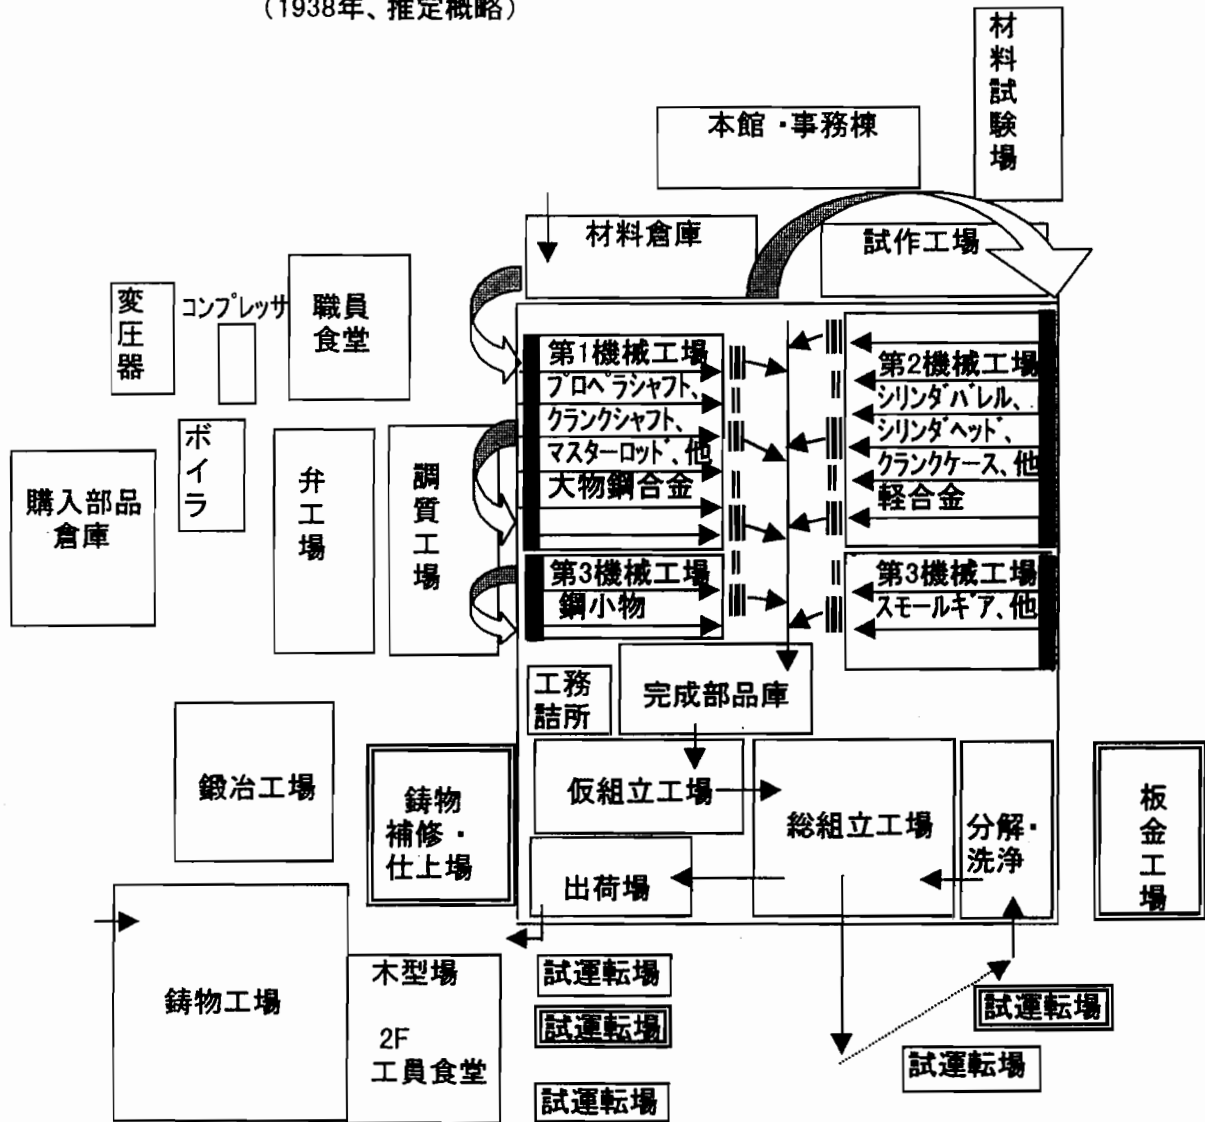 (1938年、推定概略)
材料試験場
本館・事務棟
材料倉庫
試作工場
変圧器
コンプレッサ
職員
食堂
第1機械工場
プロペラシャフト、
クランクシャフト、
マスターロッド、他
大物鋼合金
第2機械工場
シリンダバレル、
シリンダヘッド、
クランクケース、他
軽合金
購入部品
倉庫
ボイラ
弁工場
調質工場
第3機械工場
鋼小物
第3機械工場
スモールギア、他
工務
詰所
完成部品庫
鍛冶工場
鋳物
補修・
仕上場
仮組立工場
総組立工場
分解・
洗浄
板金工場
出荷場
鋳物工場
木型場
2F
工員食堂
試運転場
試運転場
試運転場
試運転場
試運転場